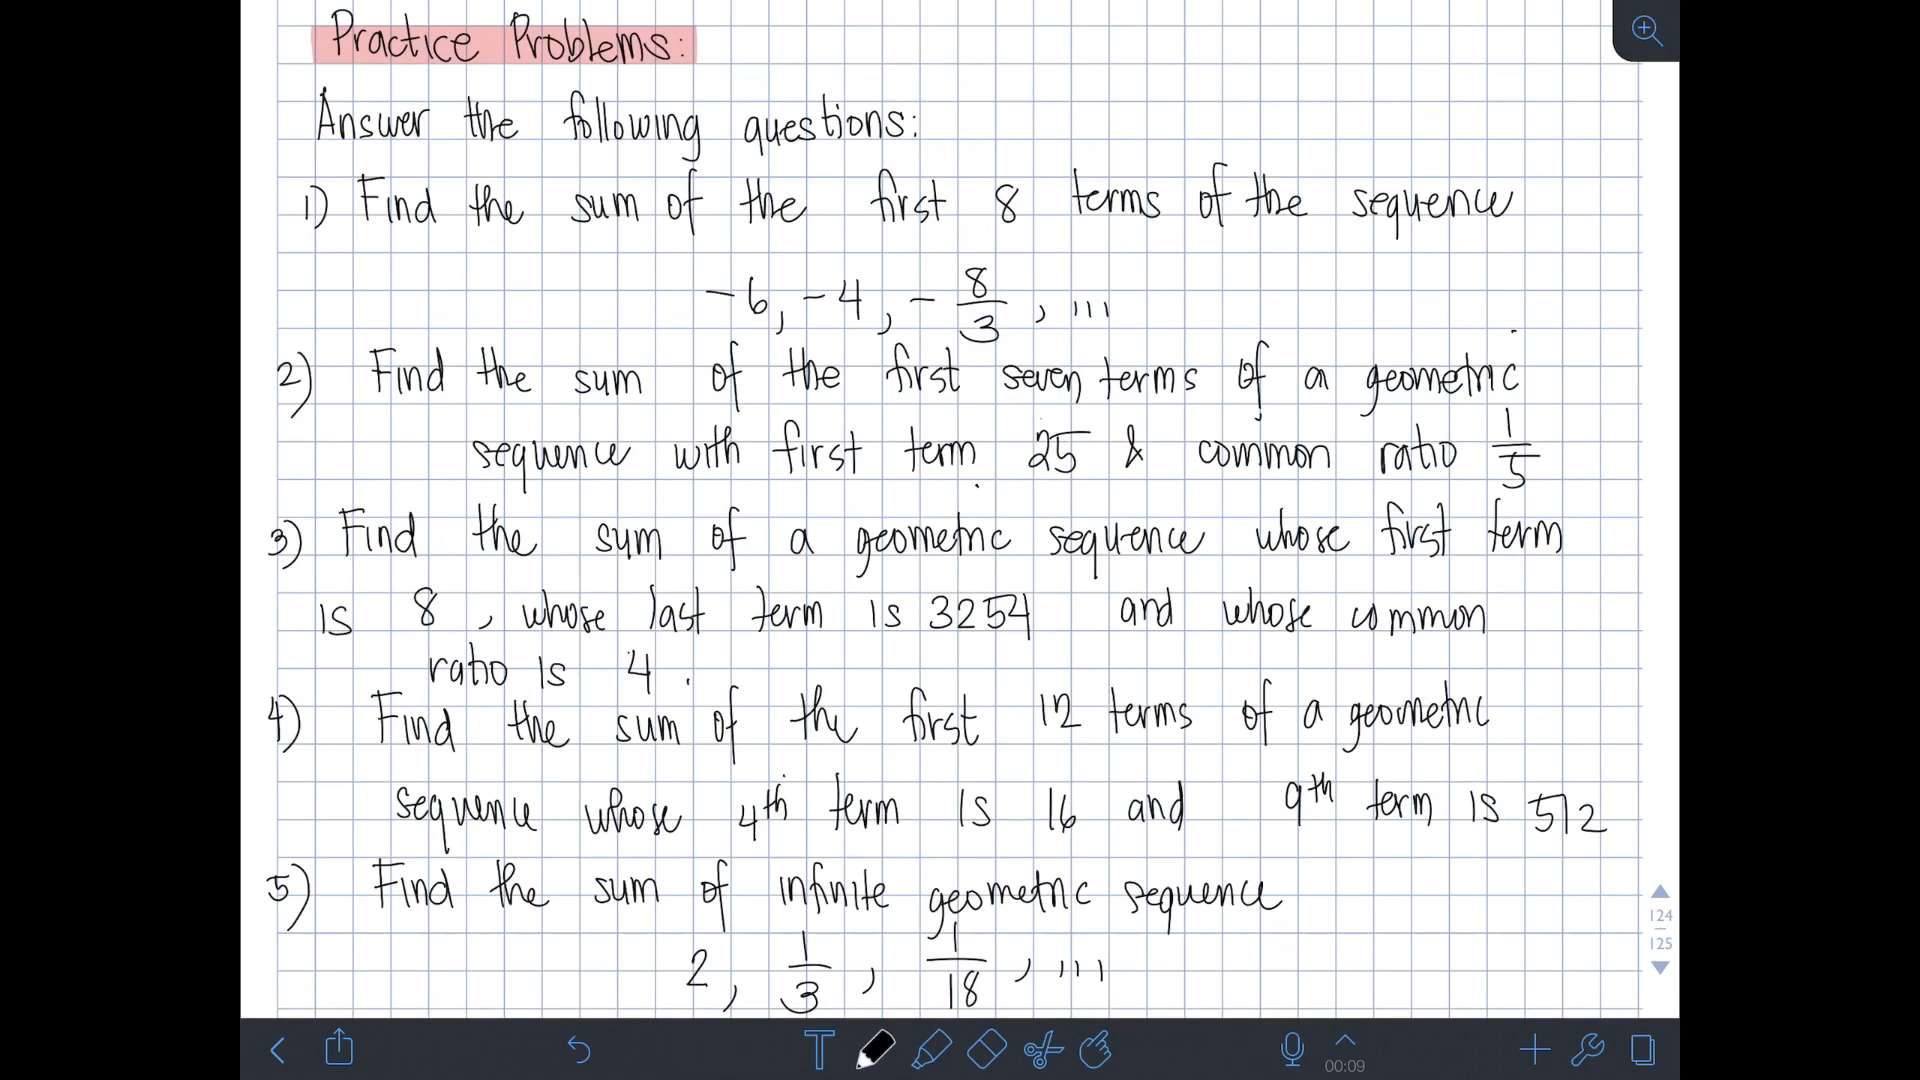 Practice Problems:
Answer the following questions:
1) Find the sum of the first 8 terms of the sequence
-6, -4, -8/3, ...
2) Find the sum of the first seven terms of a geometric
sequence with first term 25 & common ratio 1/5
3) Find the sum of a geometric sequence whose first term
is 8, whose last term is 3254 and whose common
ratio is 4.
4) Find the sum of the first 12 terms of a geometric
sequence whose 4th term is 16 and 9th term is 512
5) Find the sum of infinite geometric sequence
2, 1/3, 1/18, ...
124
125
T
00:09